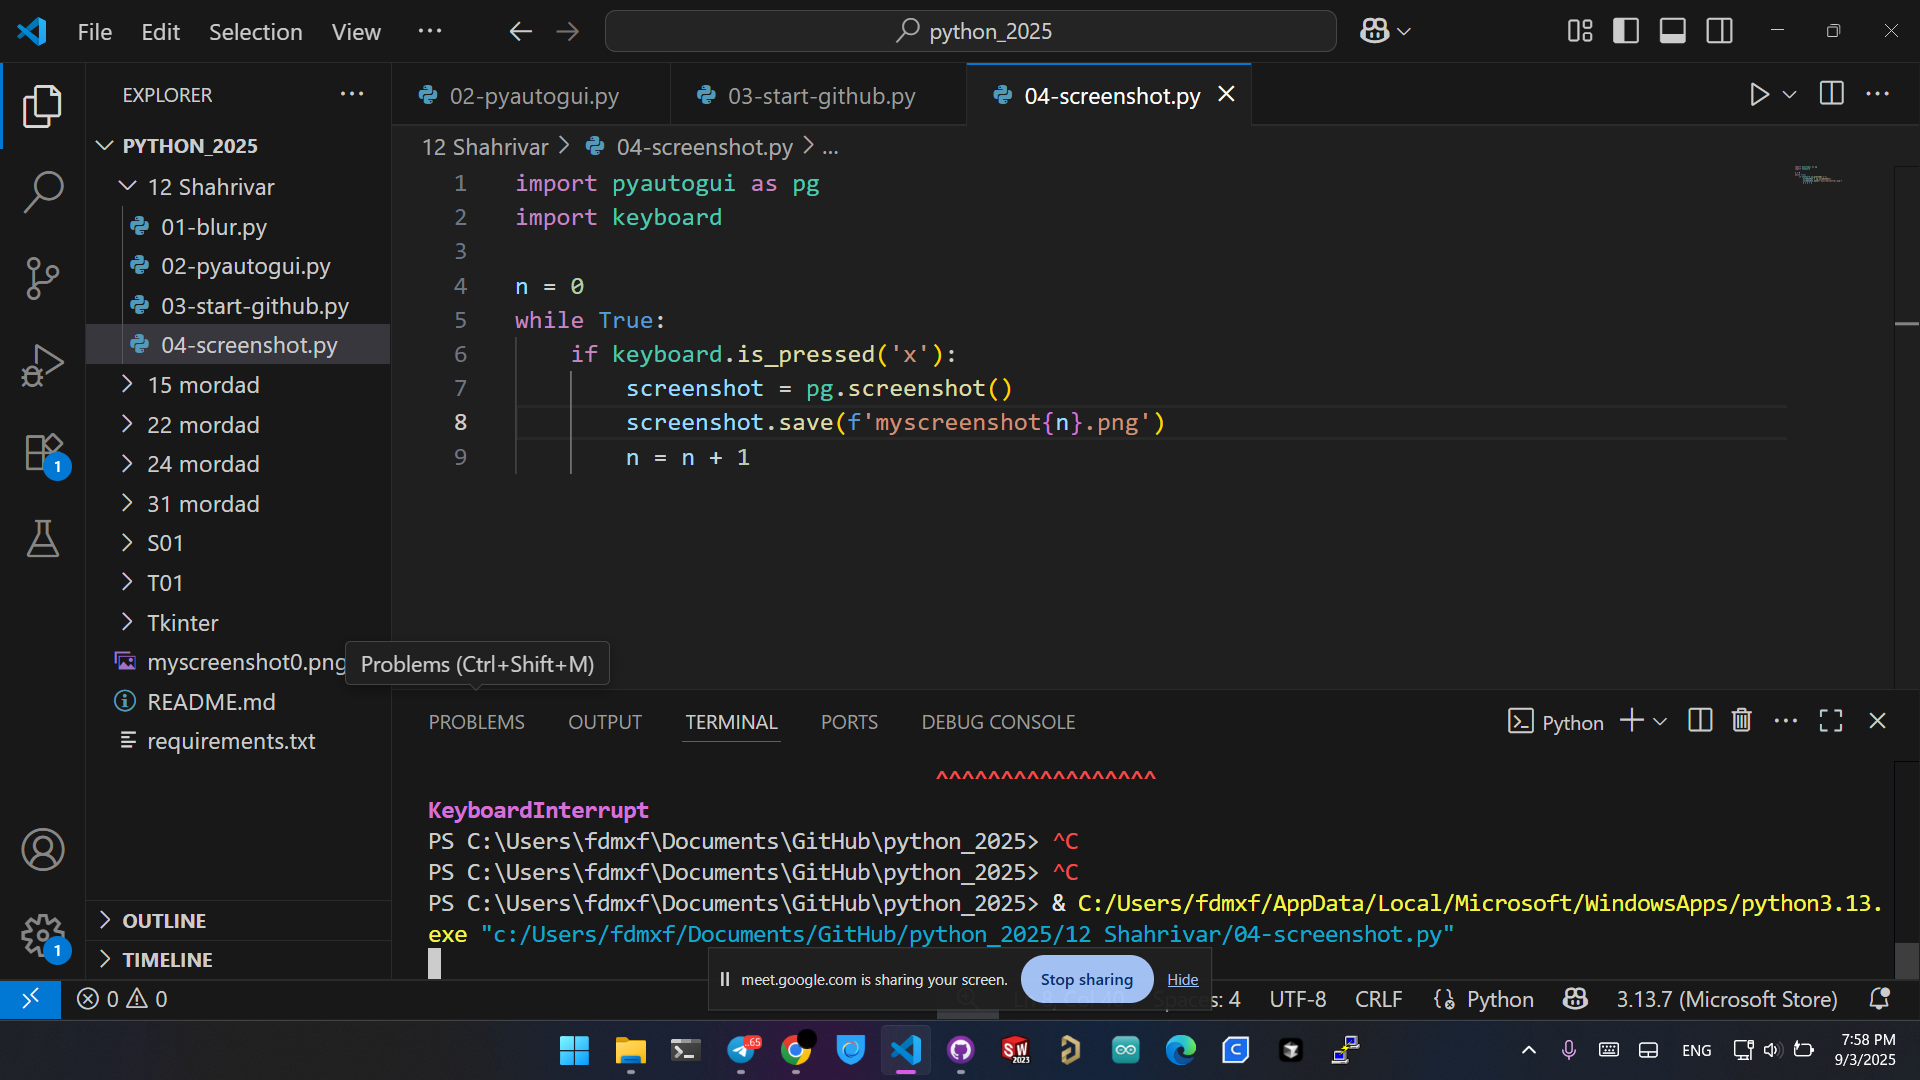 File Edit Selection View ··· python_2025
EXPLORER ···
PYTHON_2025
12 Shahrivar
01-blur.py
02-pyautogui.py
03-start-github.py
04-screenshot.py
15 mordad
22 mordad
24 mordad
31 mordad
S01
T01
Tkinter
myscreenshot0.png
README.md
requirements.txt
OUTLINE
TIMELINE
1
1
02-pyautogui.py 03-start-github.py 04-screenshot.py
12 Shahrivar > 04-screenshot.py > ...
1 import pyautogui as pg
2 import keyboard
3
4 n = 0
5 while True:
6 if keyboard.is_pressed('x'):
7 screenshot = pg.screenshot()
8 screenshot.save(f'myscreenshot{n}.png')
9 n = n + 1
Problems (Ctrl+Shift+M)
PROBLEMS OUTPUT TERMINAL PORTS DEBUG CONSOLE Python
^^^^^^^^^^^^^^^^^
KeyboardInterrupt
PS C:\Users\fdmxf\Documents\GitHub\python_2025> ^C
PS C:\Users\fdmxf\Documents\GitHub\python_2025> ^C
PS C:\Users\fdmxf\Documents\GitHub\python_2025> & C:/Users/fdmxf/AppData/Local/Microsoft/WindowsApps/python3.13.
exe "c:/Users/fdmxf/Documents/GitHub/python_2025/12 Shahrivar/04-screenshot.py"
meet.google.com is sharing your screen. Stop sharing Hide
0 0 s: 4 UTF-8 CRLF {} Python 3.13.7 (Microsoft Store)
.65 SW 2023 ENG 7:58 PM
9/3/2025